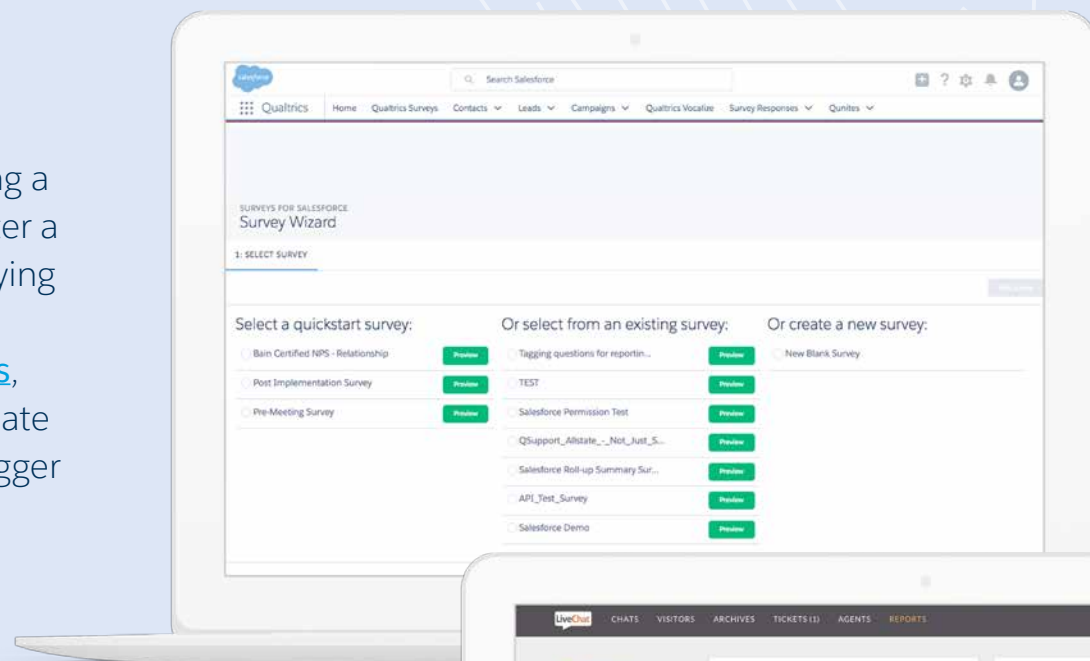 ng a
er a
ying
s,
ate
gger
salesforce
Search Salesforce
Qualtrics Home Qualtrics Surveys Contacts Leads Campaigns Qualtrics Vocalize Survey Responses Qunites
SURVEYS FOR SALESFORCE
Survey Wizard
1: SELECT SURVEY
Select a quickstart survey:
Bain Certified NPS - Relationship Preview
Post Implementation Survey Preview
Pre-Meeting Survey Preview
Or select from an existing survey:
Tagging questions for reportin... Preview
TEST Preview
Salesforce Permission Test Preview
QSupport_Allstate_-_Not_Just_S... Preview
Salesforce Roll-up Summary Sur... Preview
API_Test_Survey Preview
Salesforce Demo Preview
Or create a new survey:
New Blank Survey
LiveChat CHATS VISITORS ARCHIVES TICKETS (1) AGENTS REPORTS